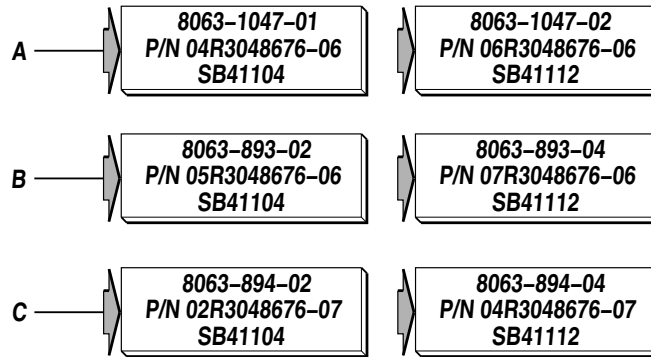 A
8063–1047–01
P/N 04R3048676–06
SB41104
8063–1047–02
P/N 06R3048676–06
SB41112
B
8063–893–02
P/N 05R3048676–06
SB41104
8063–893–04
P/N 07R3048676–06
SB41112
C
8063–894–02
P/N 02R3048676–07
SB41104
8063–894–04
P/N 04R3048676–07
SB41112